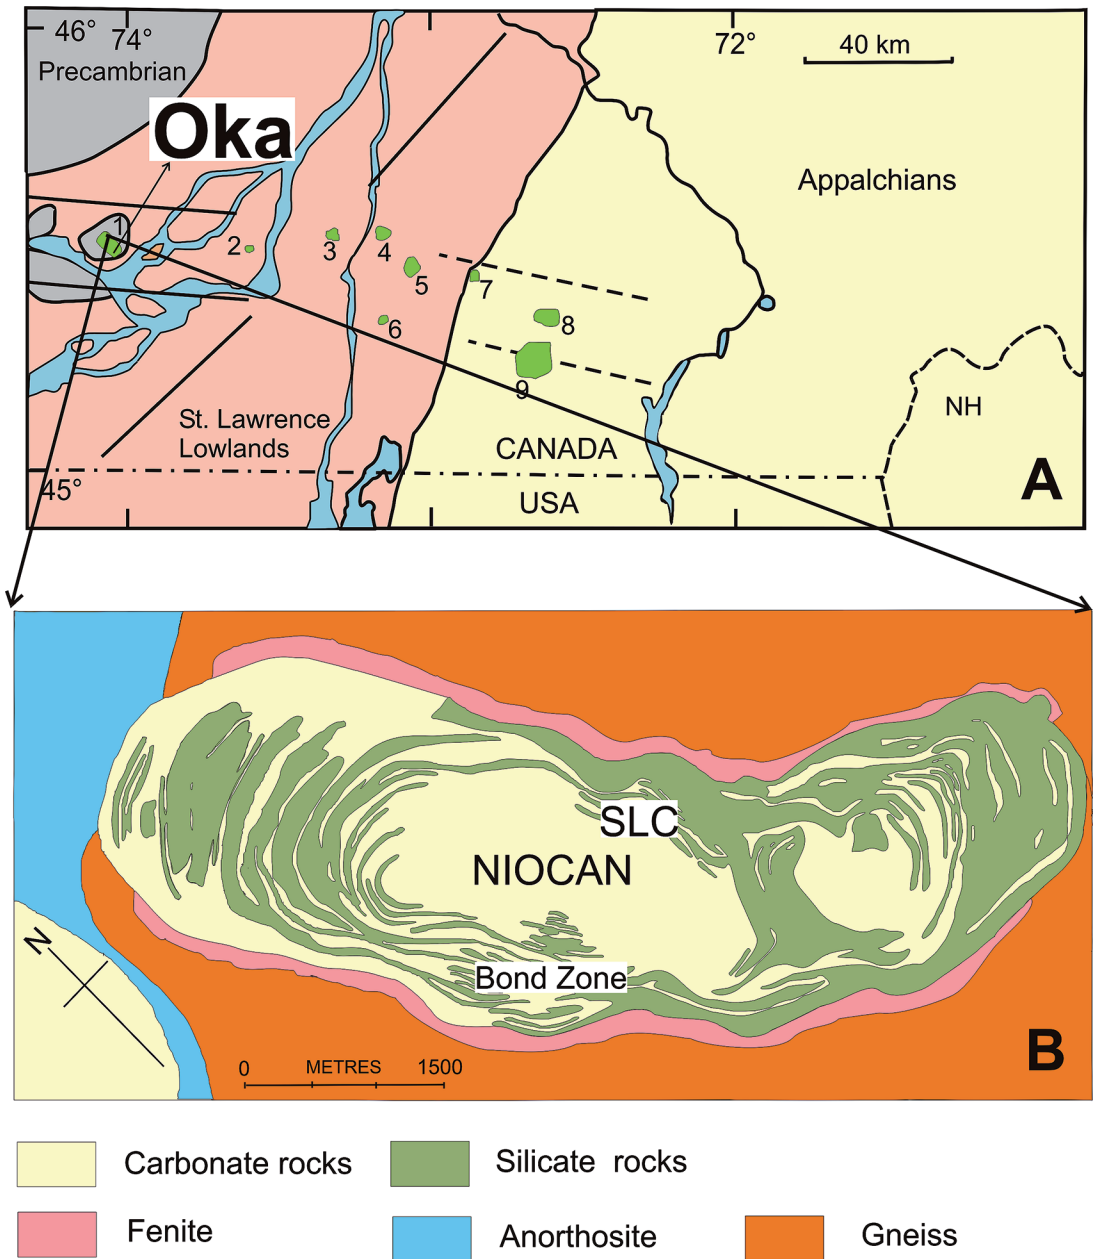 46° 74° 72°
40 km
Precambrian
Oka
Appalchians
1
2
3
4
5
6
7
8
9
St. Lawrence
Lowlands
NH
CANADA
45°
USA
A
SLC
NIOCAN
N
Bond Zone
0 METRES 1500
B
Carbonate rocks
Silicate rocks
Fenite
Anorthosite
Gneiss